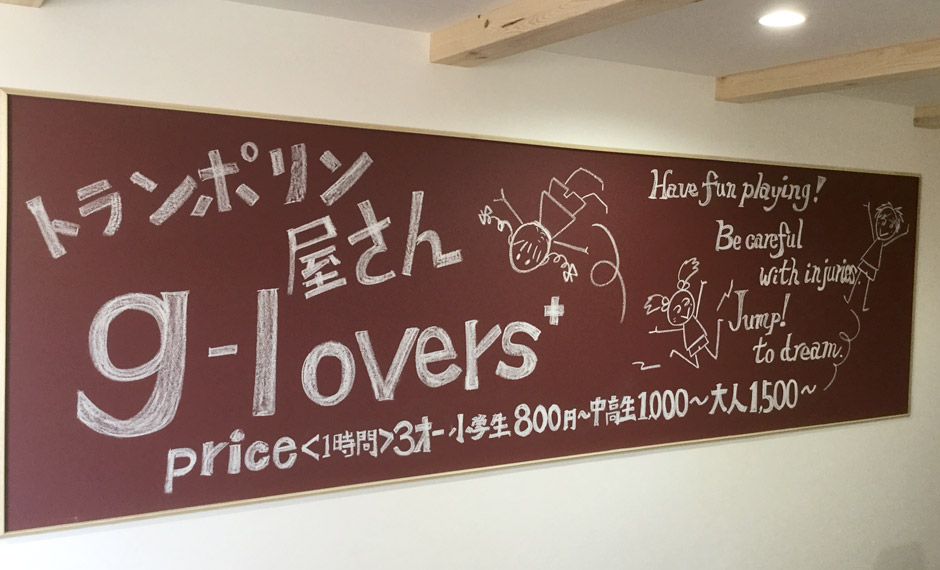 トランポリン
屋さん
g-lovers+
price<1時間>3才-小学生800円~中高生1,000~大人1,500~
Have fun playing!
Be careful
with injuries.
Jump!
to dream.